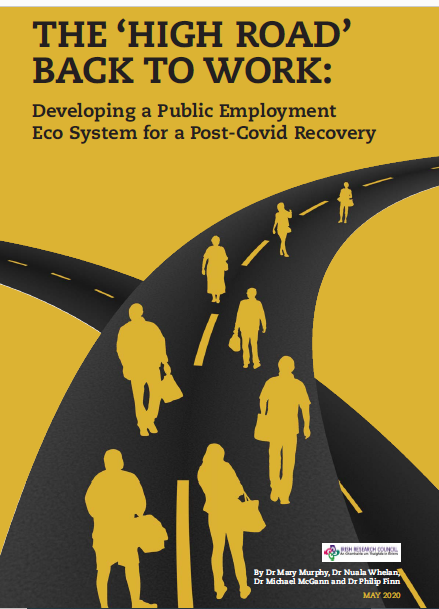 THE ‘HIGH ROAD’
BACK TO WORK:
Developing a Public Employment
Eco System for a Post-Covid Recovery
IRISH RESEARCH COUNCIL
An Chomhairle um Thaighde in Éirinn
By Dr Mary Murphy, Dr Nuala Whelan,
Dr Michael McGann and Dr Philip Finn
MAY 2020